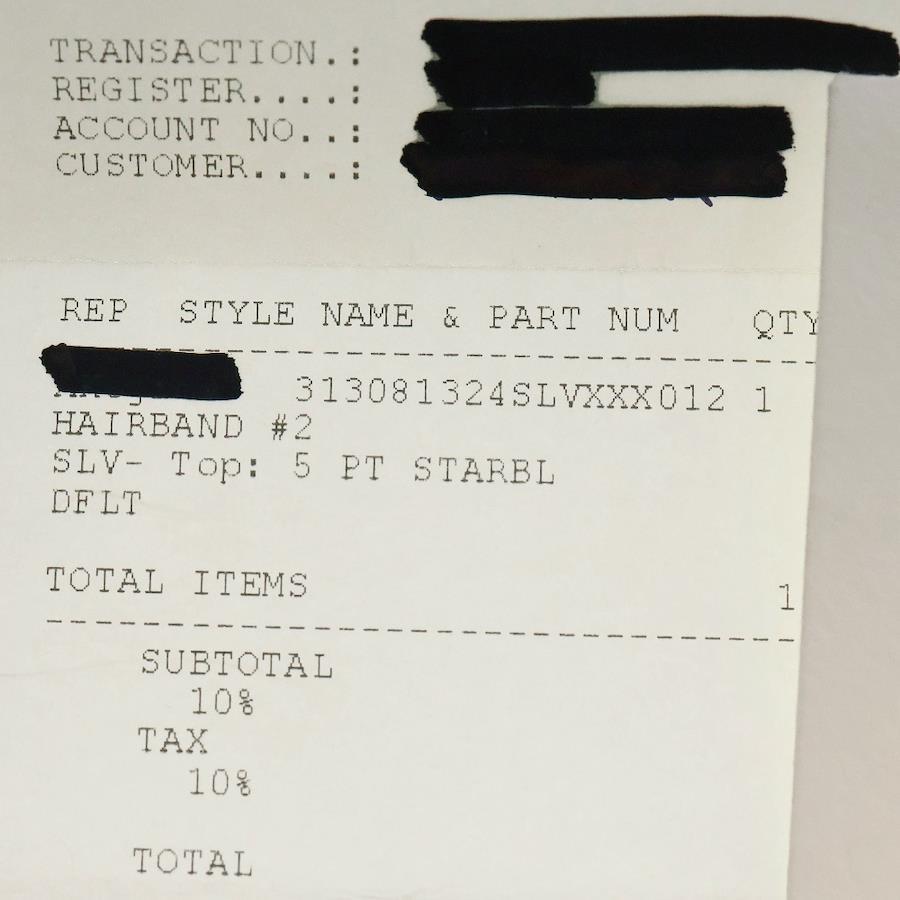 TRANSACTION.:
REGISTER....:
ACCOUNT NO..:
CUSTOMER....:
REP STYLE NAME & PART NUM QTY
313081324SLVXXX012 1
HAIRBAND #2
SLV- Top: 5 PT STARBL
DFLT
TOTAL ITEMS 1
SUBTOTAL
10%
TAX
10%
TOTAL